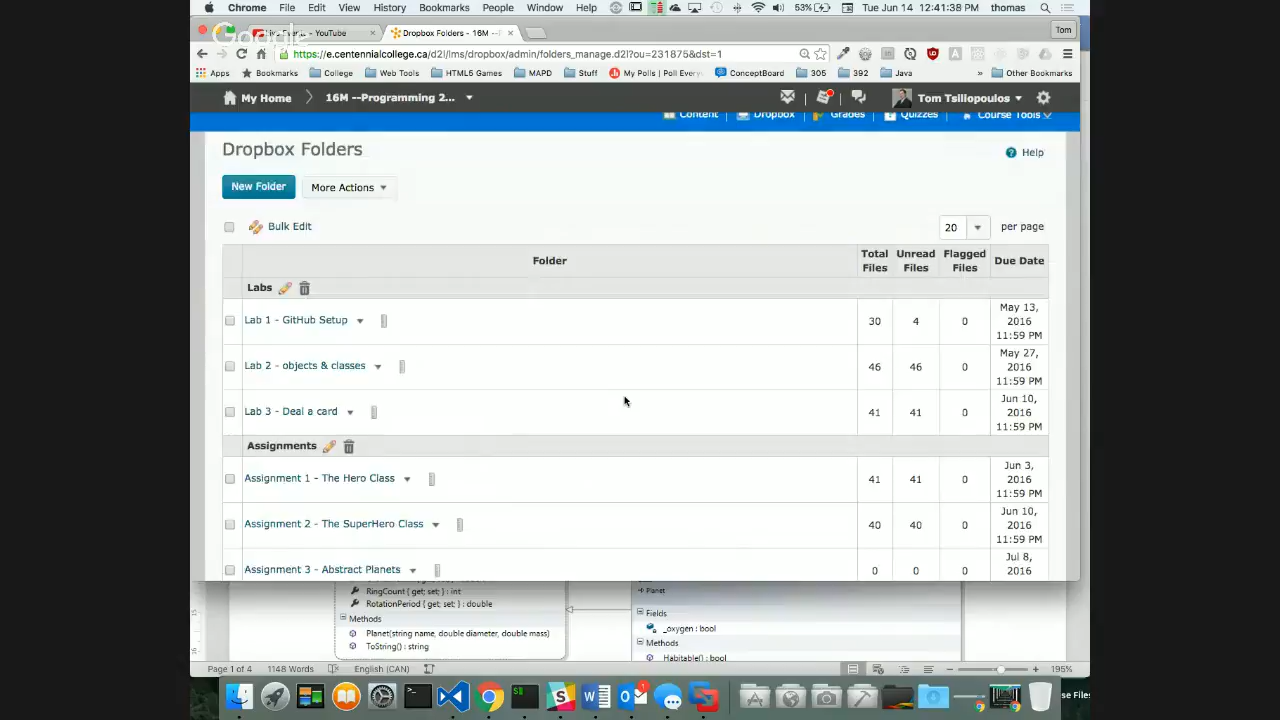 Chrome File Edit View History Bookmarks People Window Help 53% Tue Jun 14 12:41:38 PM thomas
Google
YouTube Dropbox Folders - 16M -- Tom
https://e.centennialcollege.ca/d2l/lms/dropbox/admin/folders_manage.d2l?ou=231875&dst=1
Apps Bookmarks College Web Tools HTML5 Games MAPD Stuff My Polls | Poll Every ConceptBoard 305 392 Java » Other Bookmarks
My Home 16M --Programming 2... Tom Tsiliopoulos
Content Dropbox Grades Quizzes Course Tools
Dropbox Folders
Help
New Folder More Actions
Bulk Edit 20 per page
Folder Total Files Unread Files Flagged Files Due Date
Labs
Lab 1 - GitHub Setup 30 4 0 May 13, 2016 11:59 PM
Lab 2 - objects & classes 46 46 0 May 27, 2016 11:59 PM
Lab 3 - Deal a card 41 41 0 Jun 10, 2016 11:59 PM
Assignments
Assignment 1 - The Hero Class 41 41 0 Jun 3, 2016 11:59 PM
Assignment 2 - The SuperHero Class 40 40 0 Jun 10, 2016 11:59 PM
Assignment 3 - Abstract Planets 0 0 0 Jul 8, 2016
RingCount { get; set; } : int
RotationPeriod { get; set; } : double
Methods
Planet(string name, double diameter, double mass)
ToString() : string
Planet
Fields
_oxygen : bool
Methods
Habitable() : bool
Page 1 of 4 1148 Words English (CAN) 195%
se Files